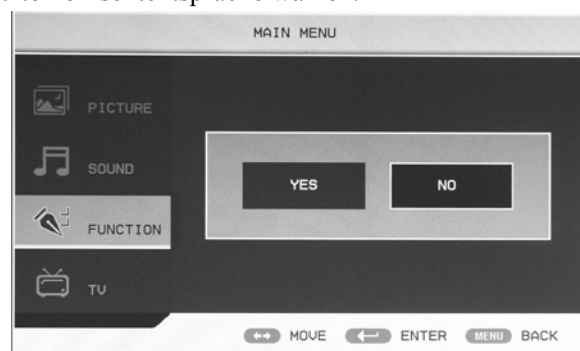 MAIN MENU
PICTURE
SOUND
FUNCTION
TV
YES NO
MOVE ENTER MENU BACK